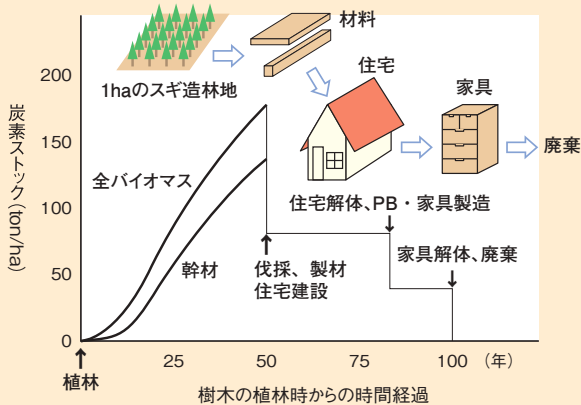 材料
住宅
家具
廃棄
1haのスギ造林地
炭素ストック(ton/ha)
200
150
100
50
0
全バイオマス
幹材
住宅解体、PB・家具製造
伐採、製材
住宅建設
家具解体、廃棄
植林
25
50
75
100
(年)
樹木の植林時からの時間経過